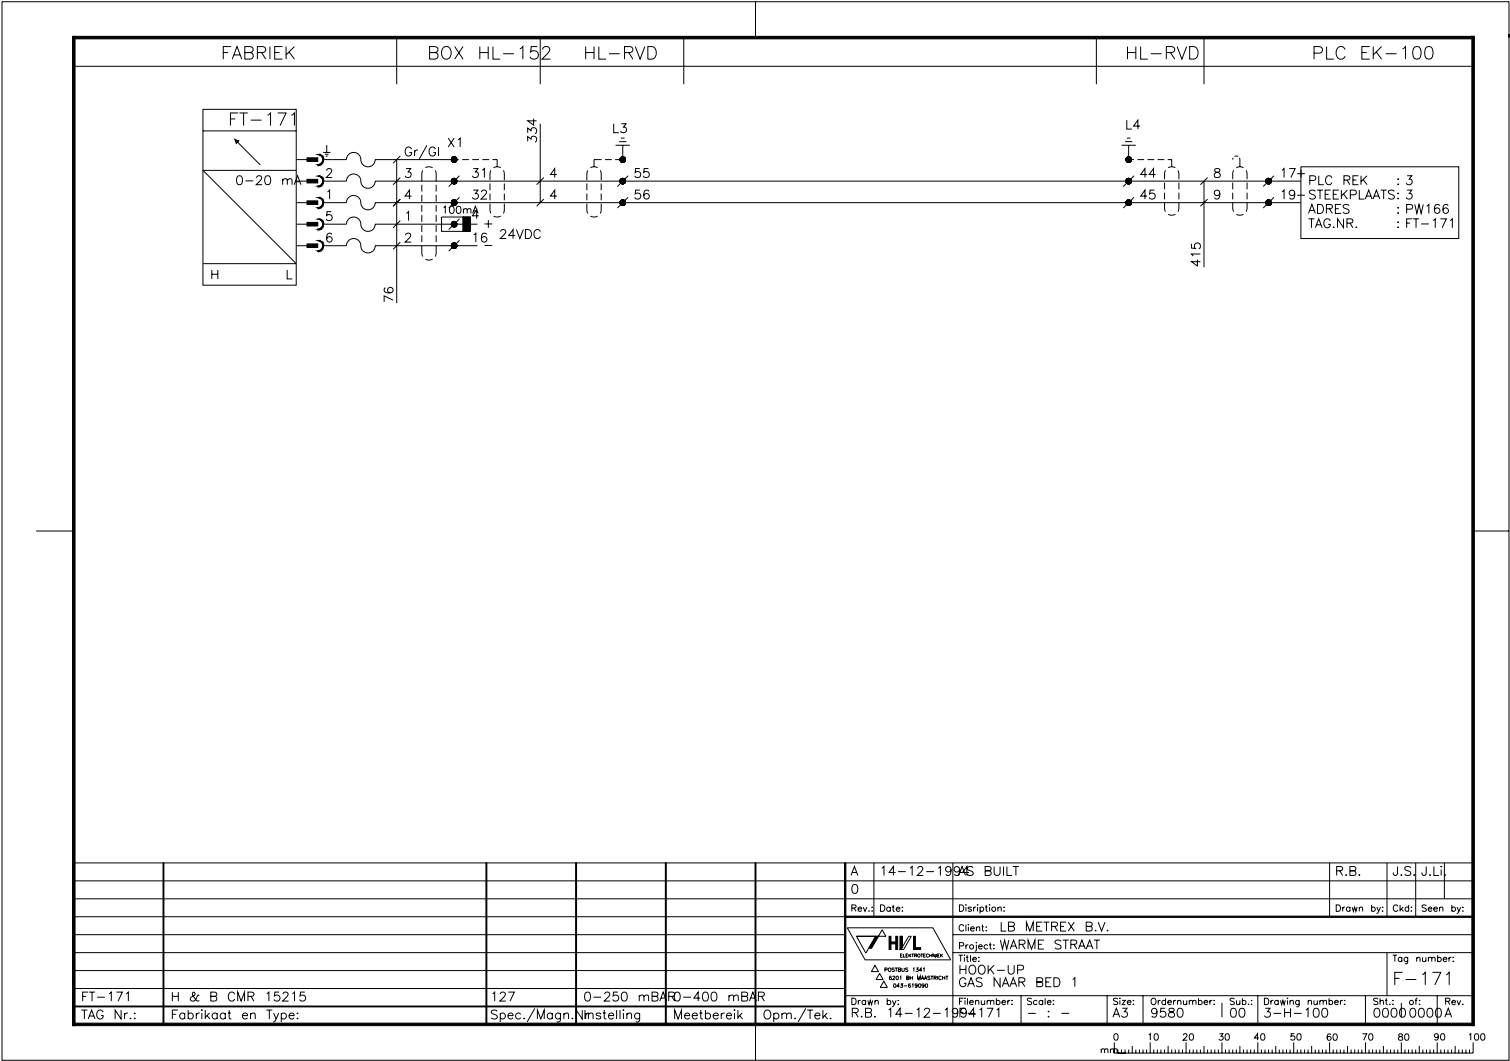 FABRIEK BOX HL-152 HL-RVD HL-RVD PLC EK-100
FT-171
0-20 mA
H L
2
1
5
6
Gr/Gl X1
3 31 4 55
4 32 4 56
1 100mA 4 +
2 16 -
24VDC
76
334
L3
L4
44 8 17+
45 9 19-
415
PLC REK : 3
STEEKPLAATS: 3
ADRES : PW166
TAG.NR. : FT-171
A 14-12-1994 AS BUILT R.B. J.S. J.Li.
0
Rev.: Date: Disription: Drawn by: Ckd: Seen by:
HVL
ELEKTROTECHNIEK
POSTBUS 1341
6201 BH MAASTRICHT
043-619090
Client: LB METREX B.V.
Project: WARME STRAAT
Title:
HOOK-UP
GAS NAAR BED 1
Tag number:
F-171
Drawn by: Filenumber: Scale: Size: Ordernumber: Sub.: Drawing number: Sht.: of: Rev.
R.B. 14-12-1994 F-171 - : - A3 9580 00 3-H-100 0000 0000 A
FT-171 H & B CMR 15215 127 0-250 mBAR 0-400 mBAR
TAG Nr.: Fabrikaat en Type: Spec./Magn.Nr. Instelling Meetbereik Opm./Tek.
0 10 20 30 40 50 60 70 80 90 100
mm